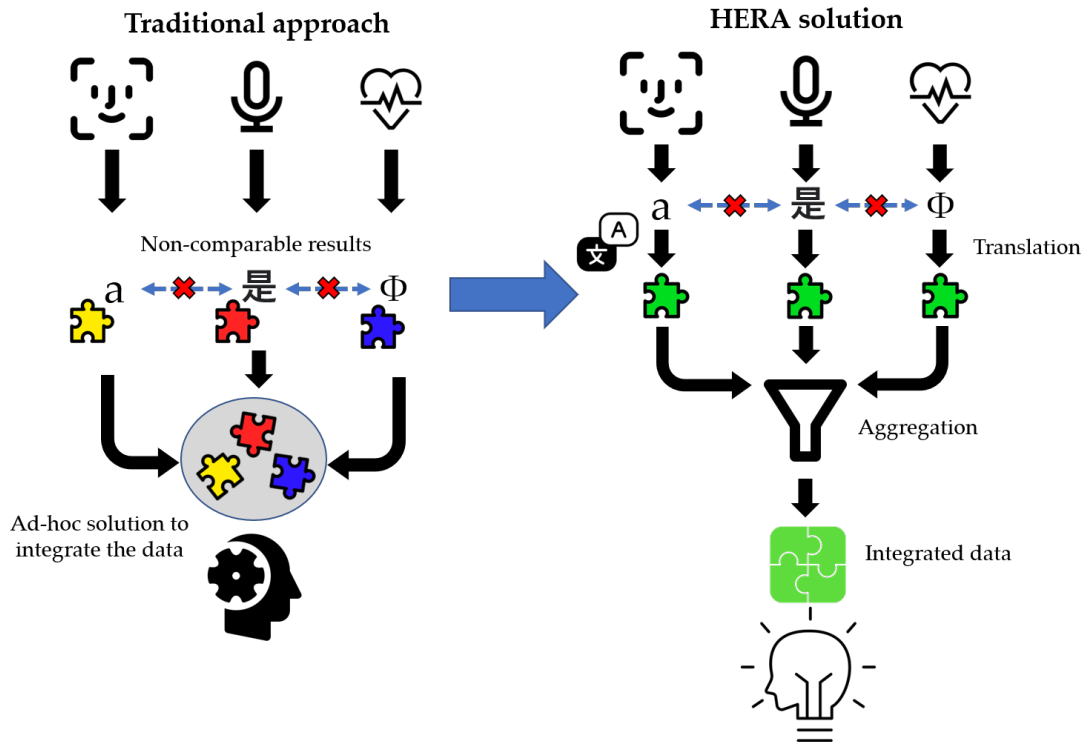 Traditional approach
HERA solution
Non-comparable results
a 是 Φ
Ad-hoc solution to
integrate the data
a 是 Φ
文 A
Translation
Aggregation
Integrated data